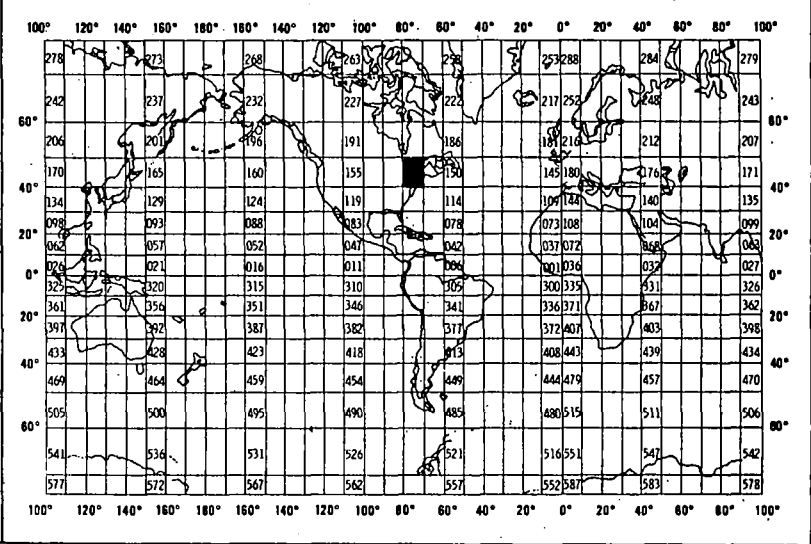 100° 120° 140° 160° 180° 160° 140° 120° 100° 80° 60° 40° 20° 0° 20° 40° 60° 80° 100°
278 273 268 263 258 253 288 284 279
242 237 232 227 222 217 252 248 243
60° 60°
206 201 196 191 186 181 216 212 207
40° 40°
170 165 160 155 150 145 180 176 171
134 129 124 119 114 109 144 140 135
098 093 088 083 078 073 108 104 099
20° 20°
062 057 052 047 042 037 072 068 063
026 021 016 011 006 001 036 032 027
0° 0°
325 320 315 310 305 300 335 331 326
361 356 351 346 341 336 371 367 362
20° 20°
397 392 387 382 377 372 407 403 398
433 428 423 418 413 408 443 439 434
40° 40°
469 464 459 454 449 444 479 457 470
505 500 495 490 485 480 515 511 506
60° 60°
541 536 531 526 521 516 551 547 542
577 572 567 562 557 552 587 583 578
100° 120° 140° 160° 180° 160° 140° 120° 100° 80° 60° 40° 20° 0° 20° 40° 60° 80° 100°